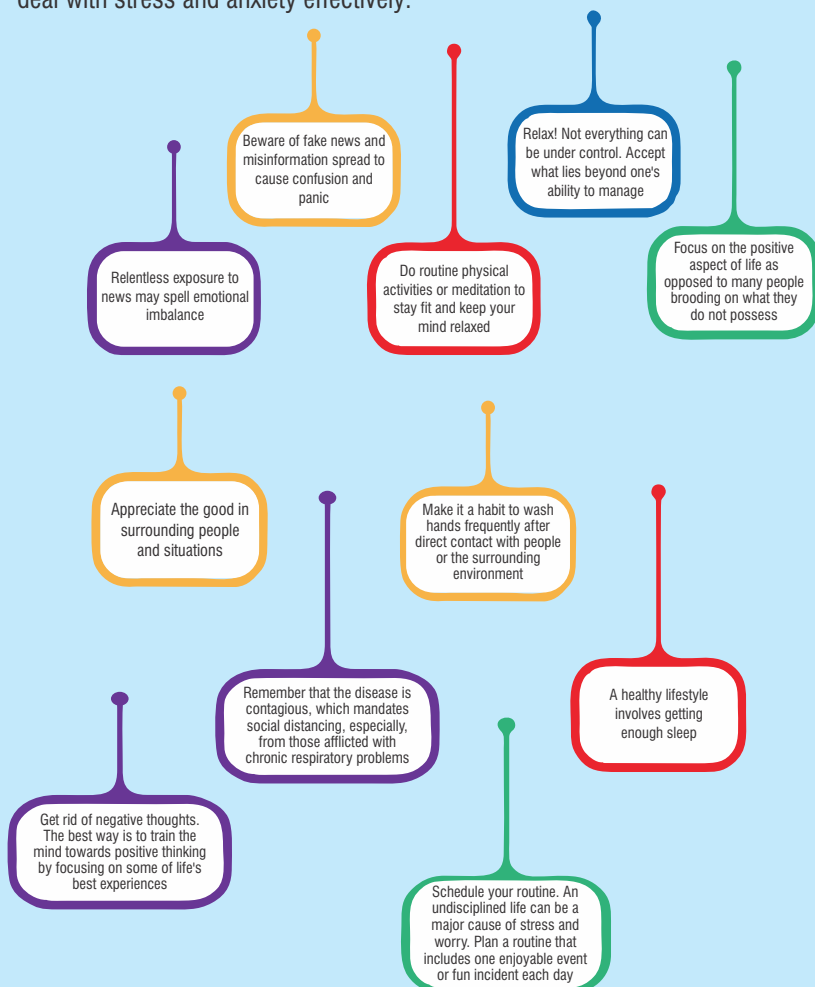 deal with stress and anxiety effectively.
Beware of fake news and
misinformation spread to
cause confusion and
panic
Relax! Not everything can
be under control. Accept
what lies beyond one's
ability to manage
Relentless exposure to
news may spell emotional
imbalance
Do routine physical
activities or meditation to
stay fit and keep your
mind relaxed
Focus on the positive
aspect of life as
opposed to many people
brooding on what they
do not possess
Appreciate the good in
surrounding people
and situations
Make it a habit to wash
hands frequently after
direct contact with people
or the surrounding
environment
Remember that the disease is
contagious, which mandates
social distancing, especially,
from those afflicted with
chronic respiratory problems
A healthy lifestyle
involves getting
enough sleep
Get rid of negative thoughts.
The best way is to train the
mind towards positive thinking
by focusing on some of life's
best experiences
Schedule your routine. An
undisciplined life can be a
major cause of stress and
worry. Plan a routine that
includes one enjoyable event
or fun incident each day